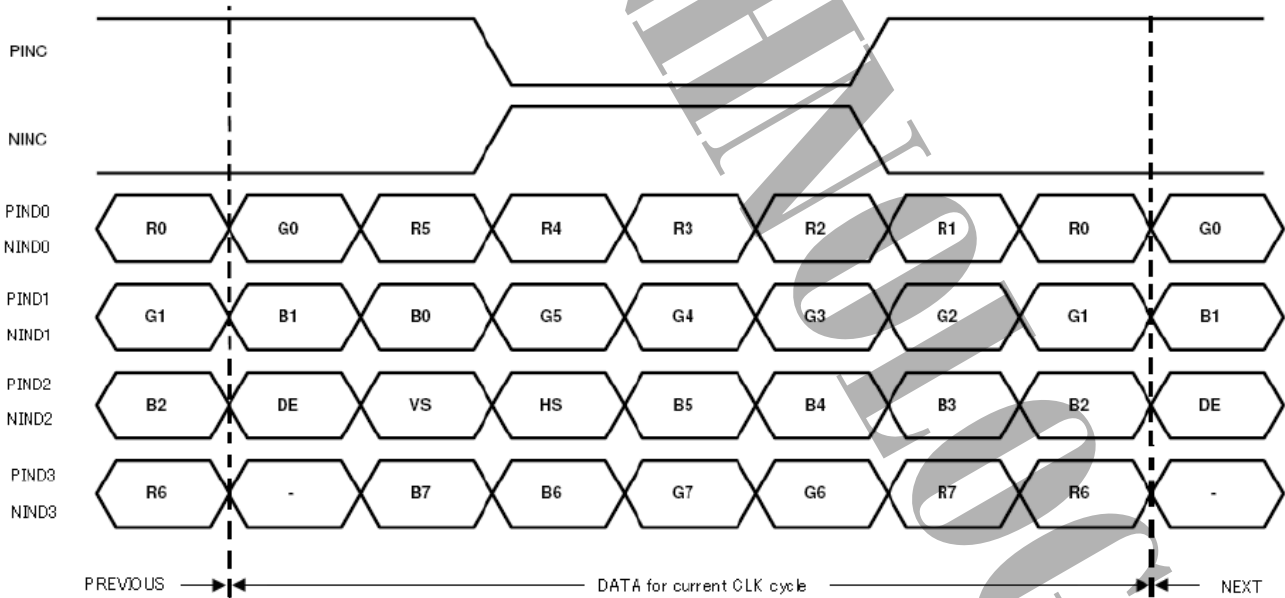 PINC
NINC
PIND0
NIND0
R0 G0 R5 R4 R3 R2 R1 R0 G0
PIND1
NIND1
G1 B1 B0 G5 G4 G3 G2 G1 B1
PIND2
NIND2
B2 DE VS HS B5 B4 B3 B2 DE
PIND3
NIND3
R6 - B7 B6 G7 G6 R7 R6 -
PREVIOUS DATA for current CLK cycle NEXT
HNOLOG